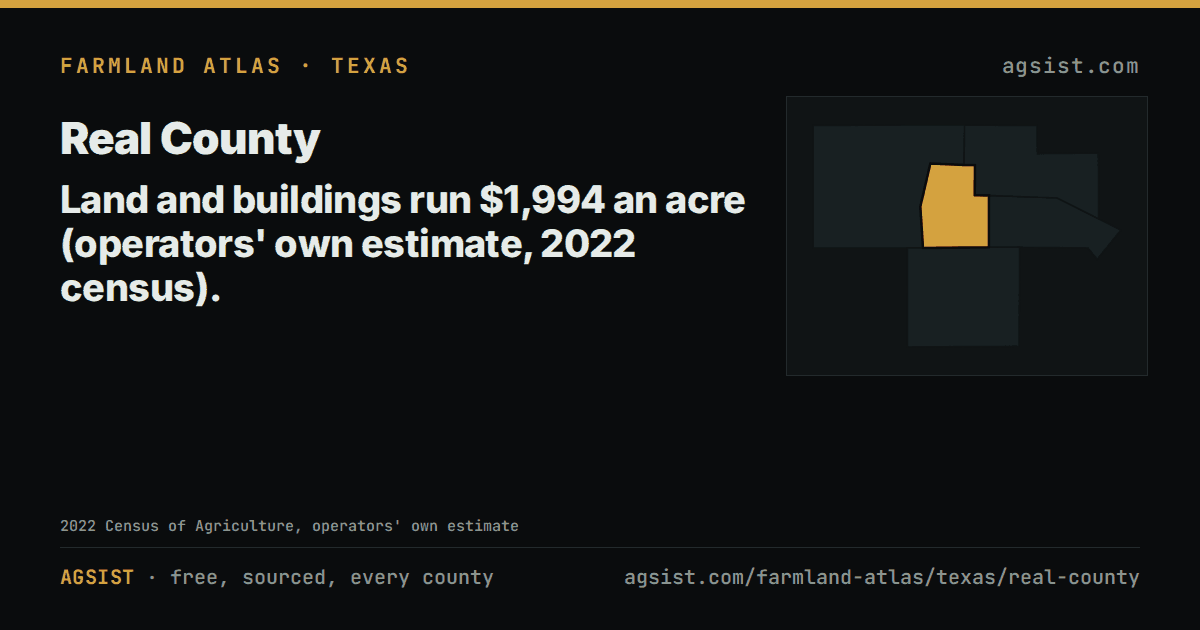 FARMLAND ATLAS · TEXAS
agsist.com
Real County
Land and buildings run $1,994 an acre
(operators' own estimate, 2022
census).
2022 Census of Agriculture, operators' own estimate
AGSIST · free, sourced, every county
agsist.com/farmland-atlas/texas/real-county